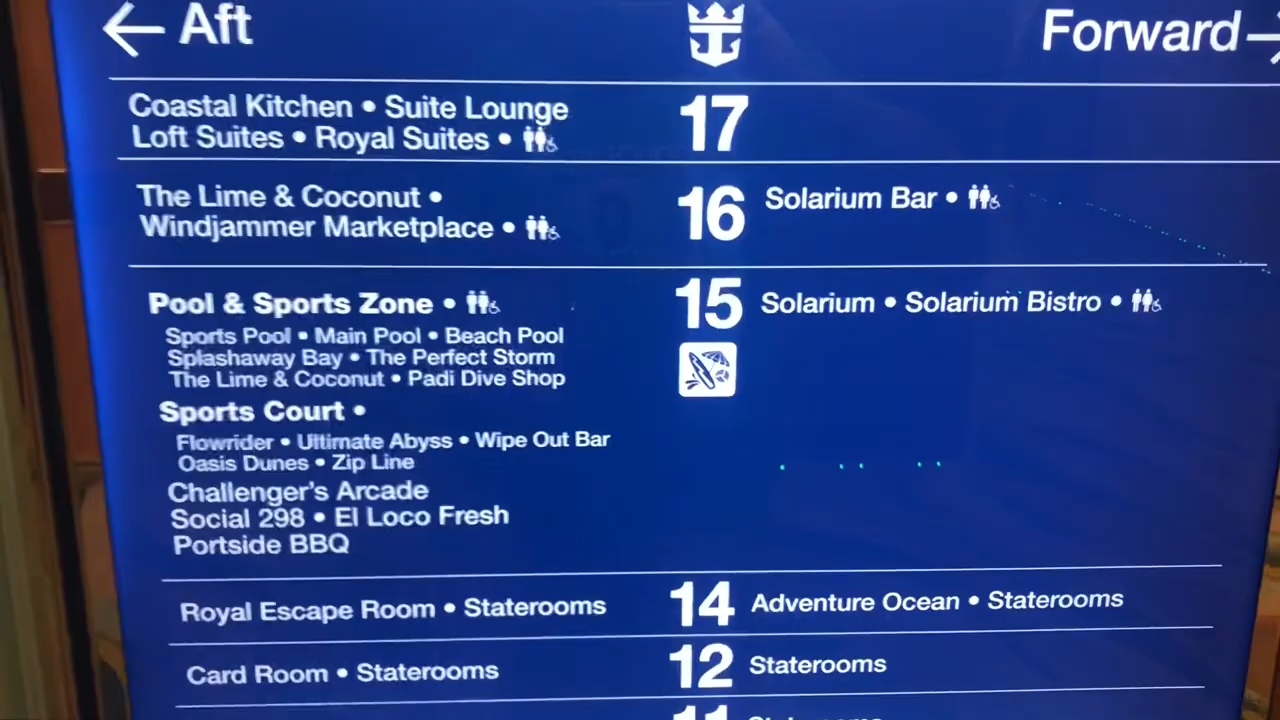 ← Aft
Forward→
Coastal Kitchen • Suite Lounge
Loft Suites • Royal Suites •
17
The Lime & Coconut •
Windjammer Marketplace •
16
Solarium Bar •
Pool & Sports Zone •
Sports Pool • Main Pool • Beach Pool
Splashaway Bay • The Perfect Storm
The Lime & Coconut • Padi Dive Shop
Sports Court •
Flowrider • Ultimate Abyss • Wipe Out Bar
Oasis Dunes • Zip Line
Challenger's Arcade
Social 298 • El Loco Fresh
Portside BBQ
15
Solarium • Solarium Bistro •
Royal Escape Room • Staterooms
14
Adventure Ocean • Staterooms
Card Room • Staterooms
12
Staterooms
11
Staterooms